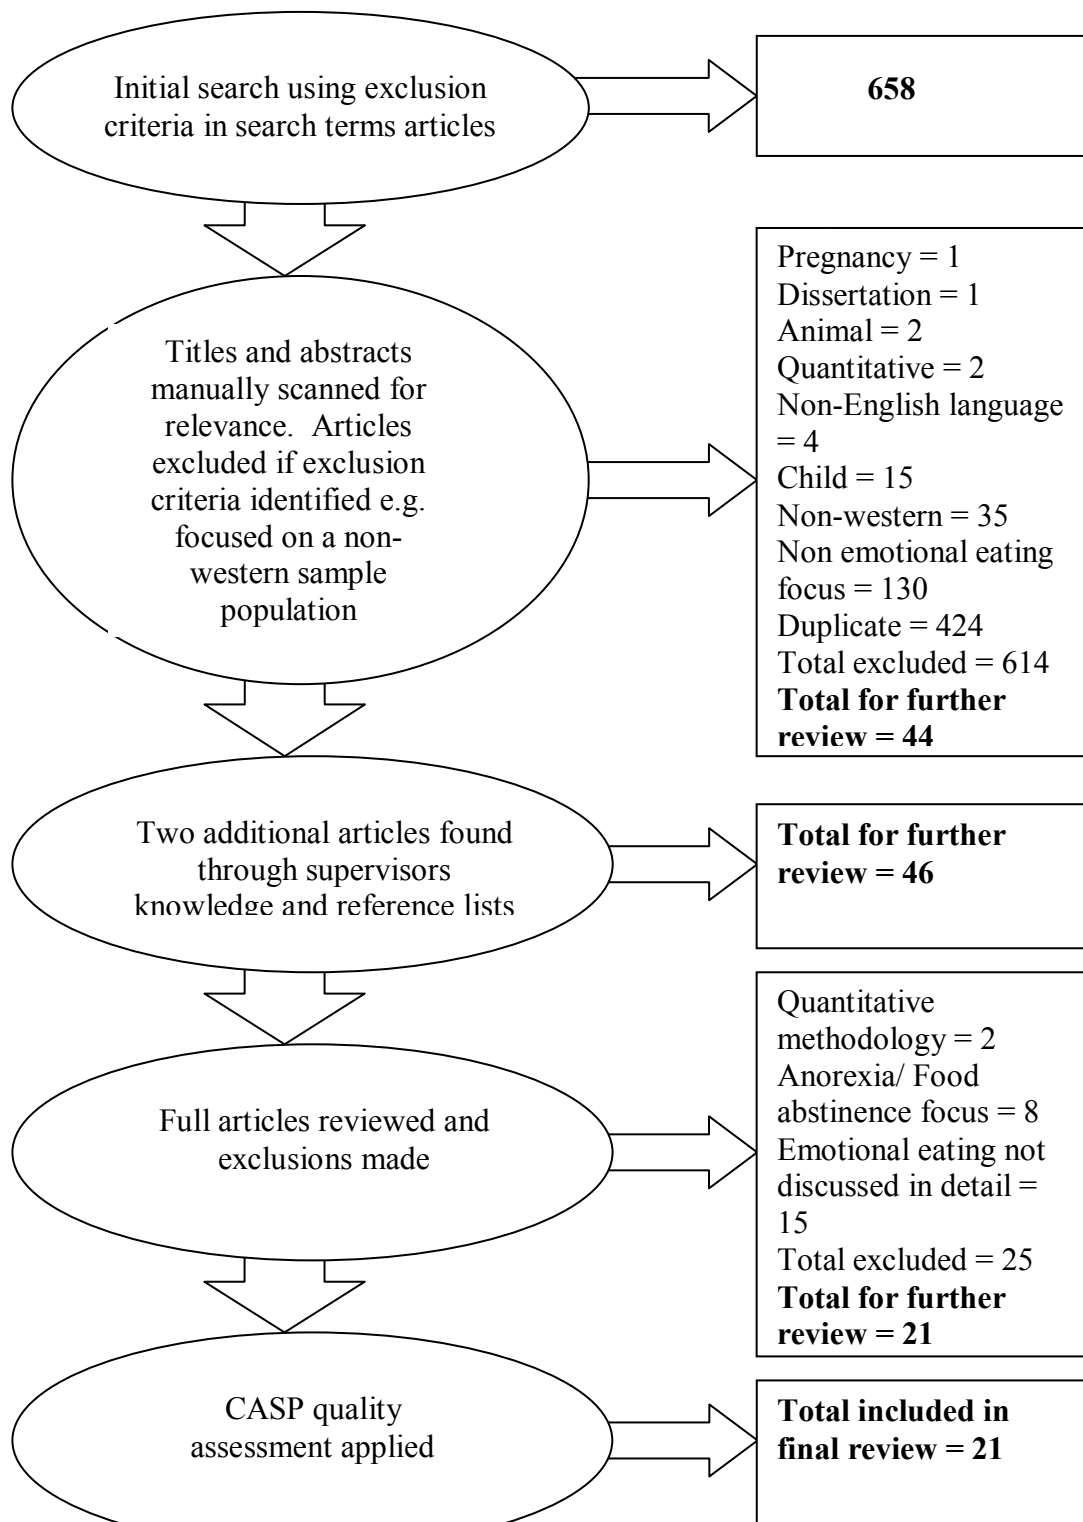 Initial search using exclusion
criteria in search terms articles
658
Titles and abstracts
manually scanned for
relevance.  Articles
excluded if exclusion
criteria identified e.g.
focused on a non-
western sample
population
Pregnancy = 1
Dissertation = 1
Animal = 2
Quantitative = 2
Non-English language
= 4
Child = 15
Non-western = 35
Non emotional eating
focus = 130
Duplicate = 424
Total excluded = 614
Total for further
review = 44
Two additional articles found
through supervisors
knowledge and reference lists
Total for further
review = 46
Full articles reviewed and
exclusions made
Quantitative
methodology = 2
Anorexia/ Food
abstinence focus = 8
Emotional eating not
discussed in detail =
15
Total excluded = 25
Total for further
review = 21
CASP quality
assessment applied
Total included in
final review = 21